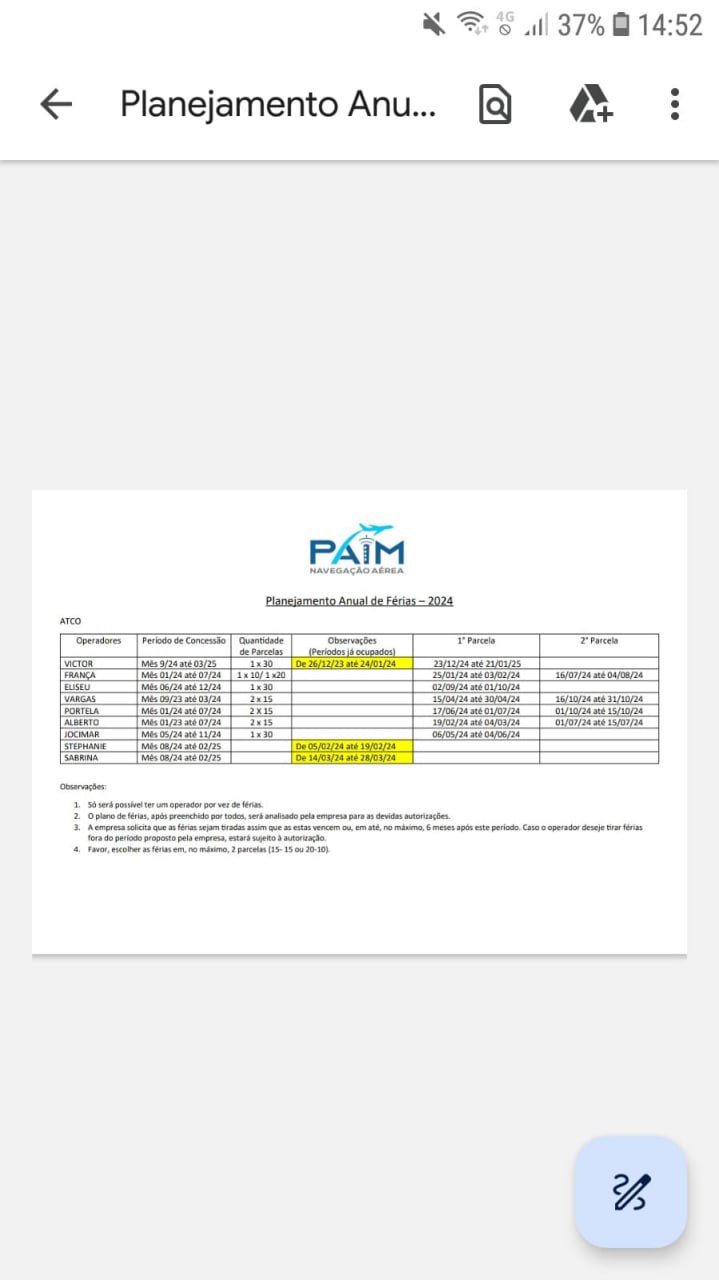 4G 37% 14:52
Planejamento Anu...
PAIM
NAVEGAÇÃO AÉREA
Planejamento Anual de Férias – 2024
ATCO
Operadores Período de Concessão Quantidade de Parcelas Observações (Períodos já ocupados) 1° Parcela 2° Parcela
VICTOR Mês 9/24 até 03/25 1 x 30 De 26/12/23 até 24/01/24 23/12/24 até 21/01/25
FRANÇA Mês 01/24 até 07/24 1 x 10/ 1 x20 25/01/24 até 03/02/24 16/07/24 até 04/08/24
ELISEU Mês 06/24 até 12/24 1 x 30 02/09/24 até 01/10/24
VARGAS Mês 09/23 até 03/24 2 x 15 15/04/24 até 30/04/24 16/10/24 até 31/10/24
PORTELA Mês 01/24 até 07/24 2 X 15 17/06/24 até 01/07/24 01/10/24 até 15/10/24
ALBERTO Mês 01/23 até 07/24 2 x 15 19/02/24 até 04/03/24 01/07/24 até 15/07/24
JOCIMAR Mês 05/24 até 11/24 1 x 30 06/05/24 até 04/06/24
STEPHANIE Mês 08/24 até 02/25 De 05/02/24 até 19/02/24
SABRINA Mês 08/24 até 02/25 De 14/03/24 até 28/03/24
Observações:
1. Só será possível ter um operador por vez de férias.
2. O plano de férias, após preenchido por todos, será analisado pela empresa para as devidas autorizações.
3. A empresa solicita que as férias sejam tiradas assim que as estas vencem ou, em até, no máximo, 6 meses após este período. Caso o operador deseje tirar férias
fora do período proposto pela empresa, estará sujeito à autorização.
4. Favor, escolher as férias em, no máximo, 2 parcelas (15- 15 ou 20-10).